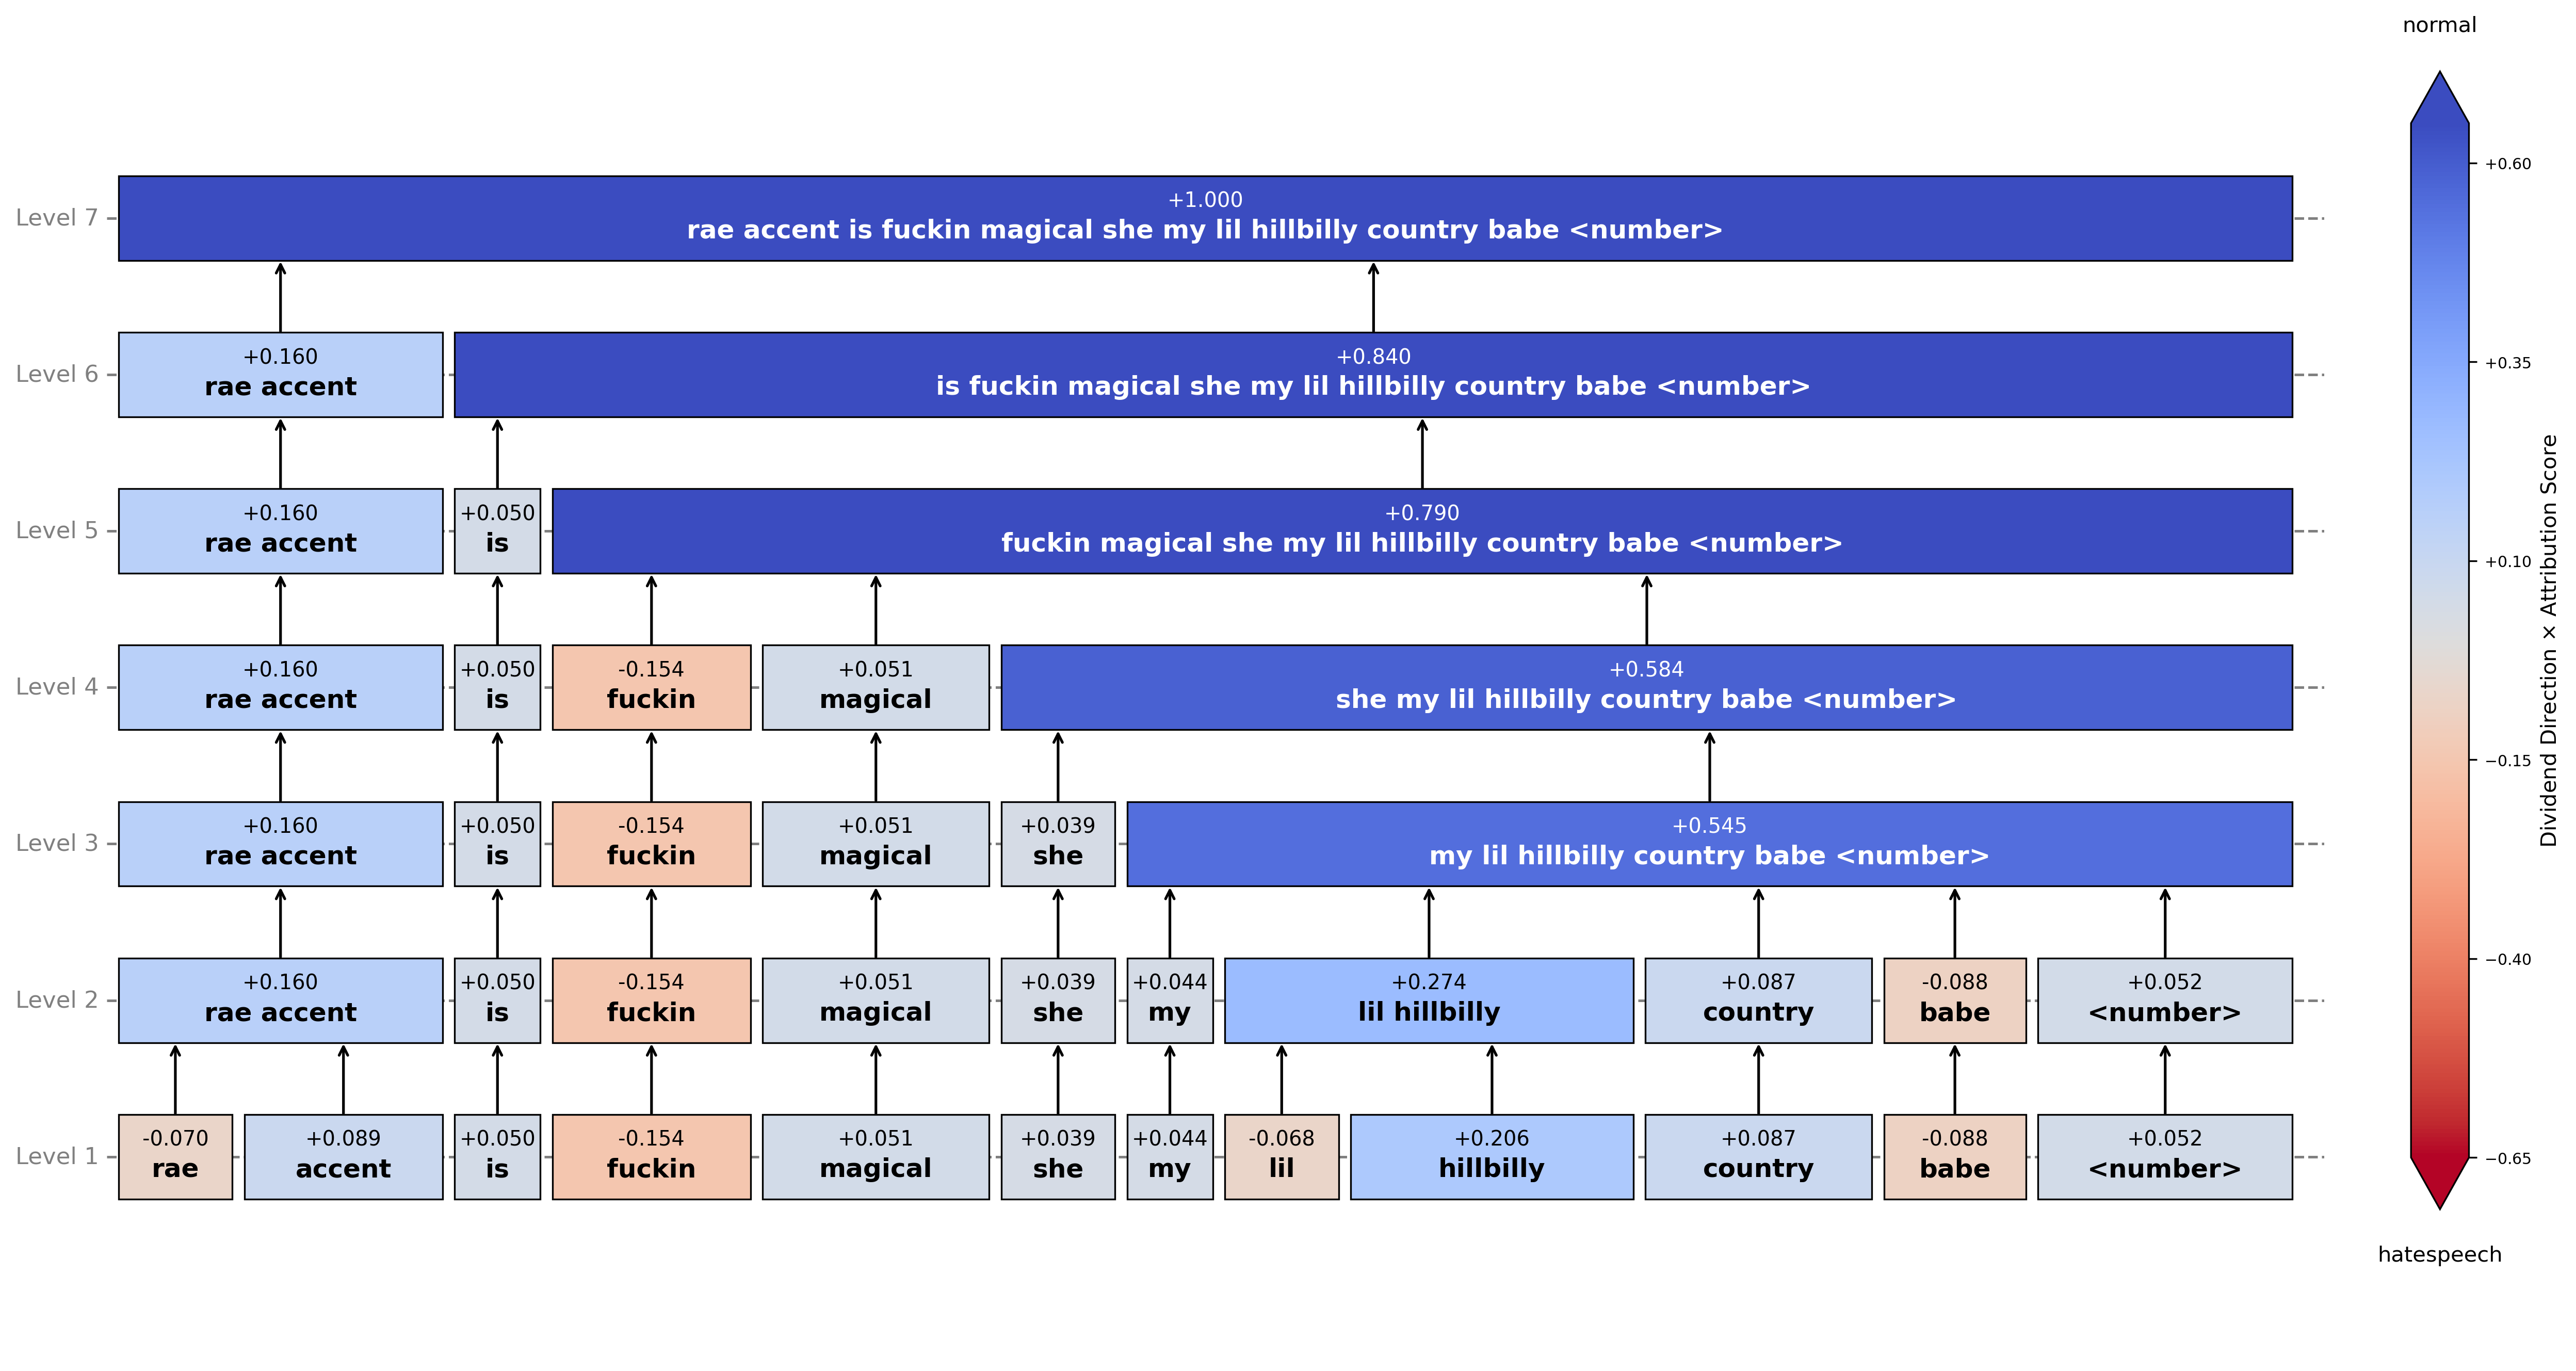 normal
Level 7
+1.000
rae accent is fuckin magical she my lil hillbilly country babe <number>
Level 6
+0.160
rae accent
+0.840
is fuckin magical she my lil hillbilly country babe <number>
Level 5
+0.160
rae accent
+0.050
is
+0.790
fuckin magical she my lil hillbilly country babe <number>
Level 4
+0.160
rae accent
+0.050
is
-0.154
fuckin
+0.051
magical
+0.584
she my lil hillbilly country babe <number>
Level 3
+0.160
rae accent
+0.050
is
-0.154
fuckin
+0.051
magical
+0.039
she
+0.545
my lil hillbilly country babe <number>
Level 2
+0.160
rae accent
+0.050
is
-0.154
fuckin
+0.051
magical
+0.039
she
+0.044
my
+0.274
lil hillbilly
+0.087
country
-0.088
babe
+0.052
<number>
Level 1
-0.070
rae
+0.089
accent
+0.050
is
-0.154
fuckin
+0.051
magical
+0.039
she
+0.044
my
-0.068
lil
+0.206
hillbilly
+0.087
country
-0.088
babe
+0.052
<number>
+0.60
+0.35
+0.10
−0.15
−0.40
−0.65
Dividend Direction × Attribution Score
hatespeech